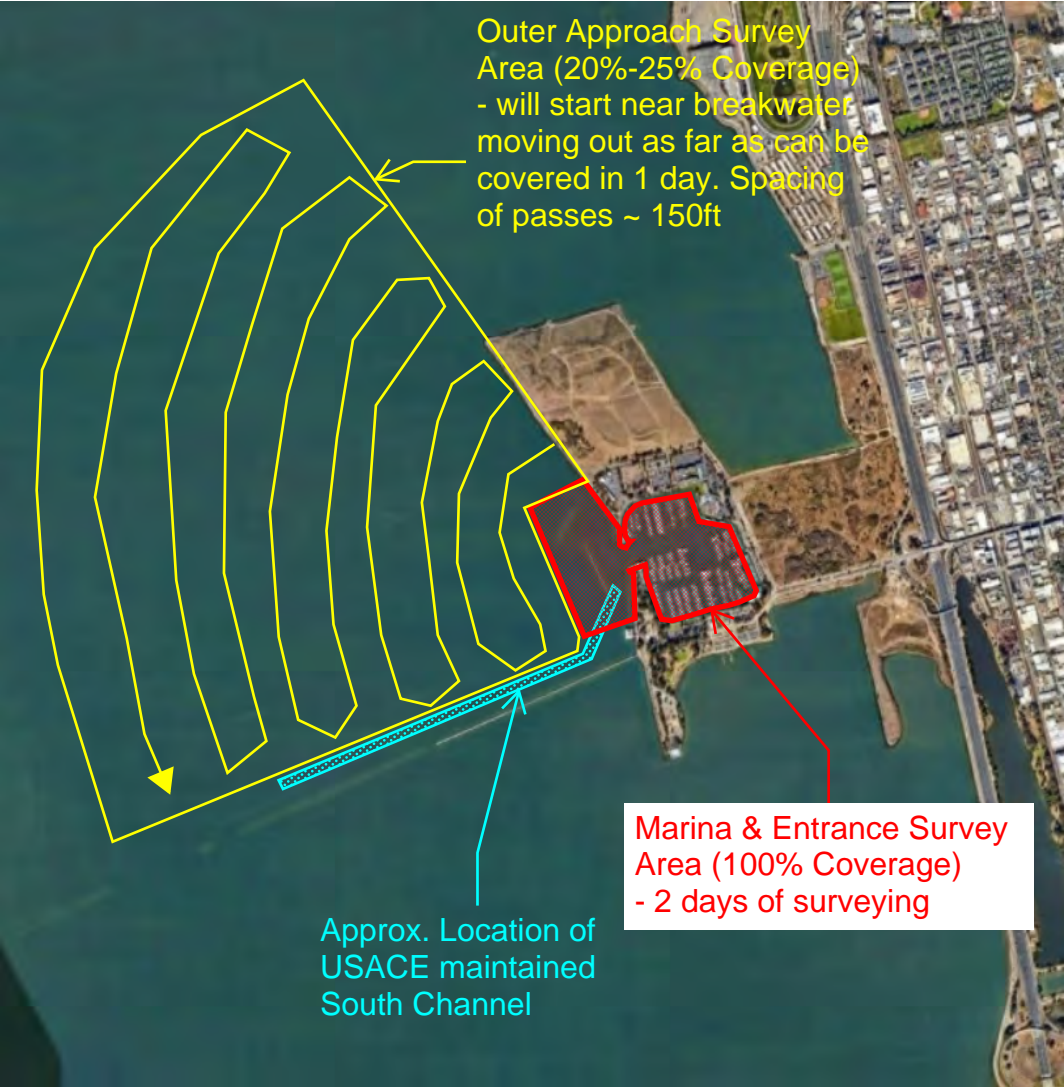 Outer Approach Survey
Area (20%-25% Coverage)
- will start near breakwater
moving out as far as can be
covered in 1 day. Spacing
of passes ~ 150ft
Marina & Entrance Survey
Area (100% Coverage)
- 2 days of surveying
Approx. Location of
USACE maintained
South Channel